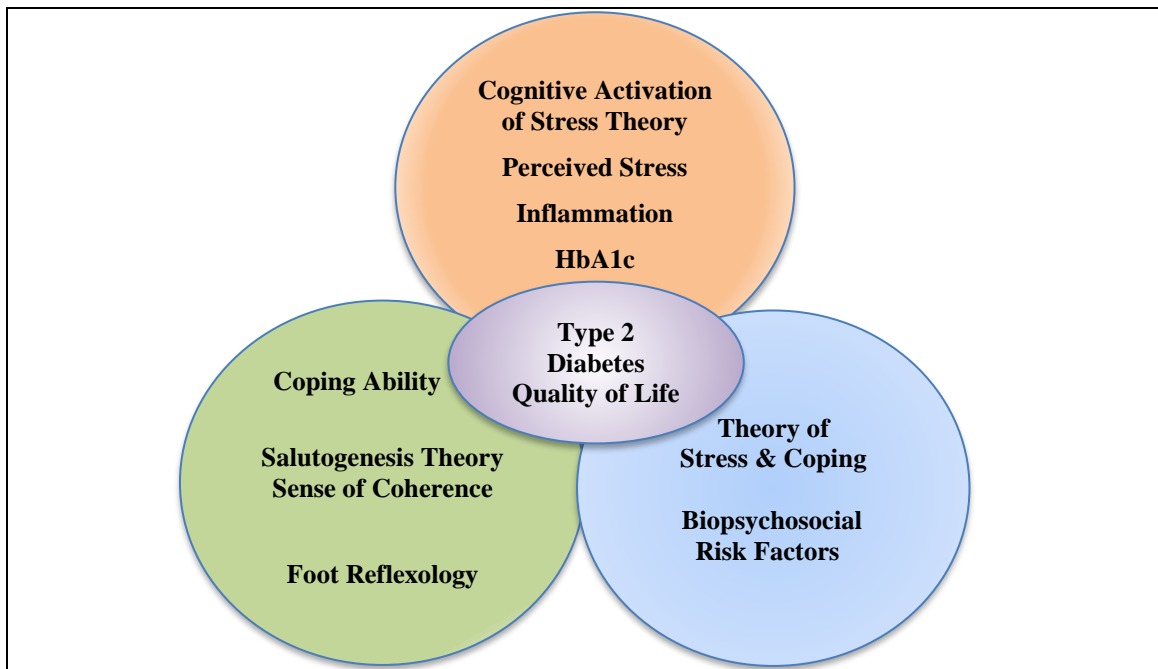 Cognitive Activation
of Stress Theory
Perceived Stress
Inflammation
HbA1c
Type 2
Diabetes
Quality of Life
Coping Ability
Salutogenesis Theory
Sense of Coherence
Foot Reflexology
Theory of
Stress & Coping
Biopsychosocial
Risk Factors